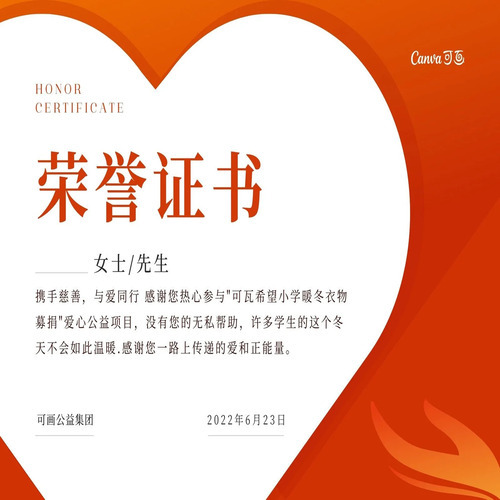 Canva可画
HONOR
CERTIFICATE
荣誉证书
女士/先生
携手慈善，与爱同行 感谢您热心参与"可瓦希望小学暖冬衣物
募捐"爱心公益项目，没有您的无私帮助，许多学生的这个冬
天不会如此温暖.感谢您一路上传递的爱和正能量。
可画公益集团
2022年6月23日